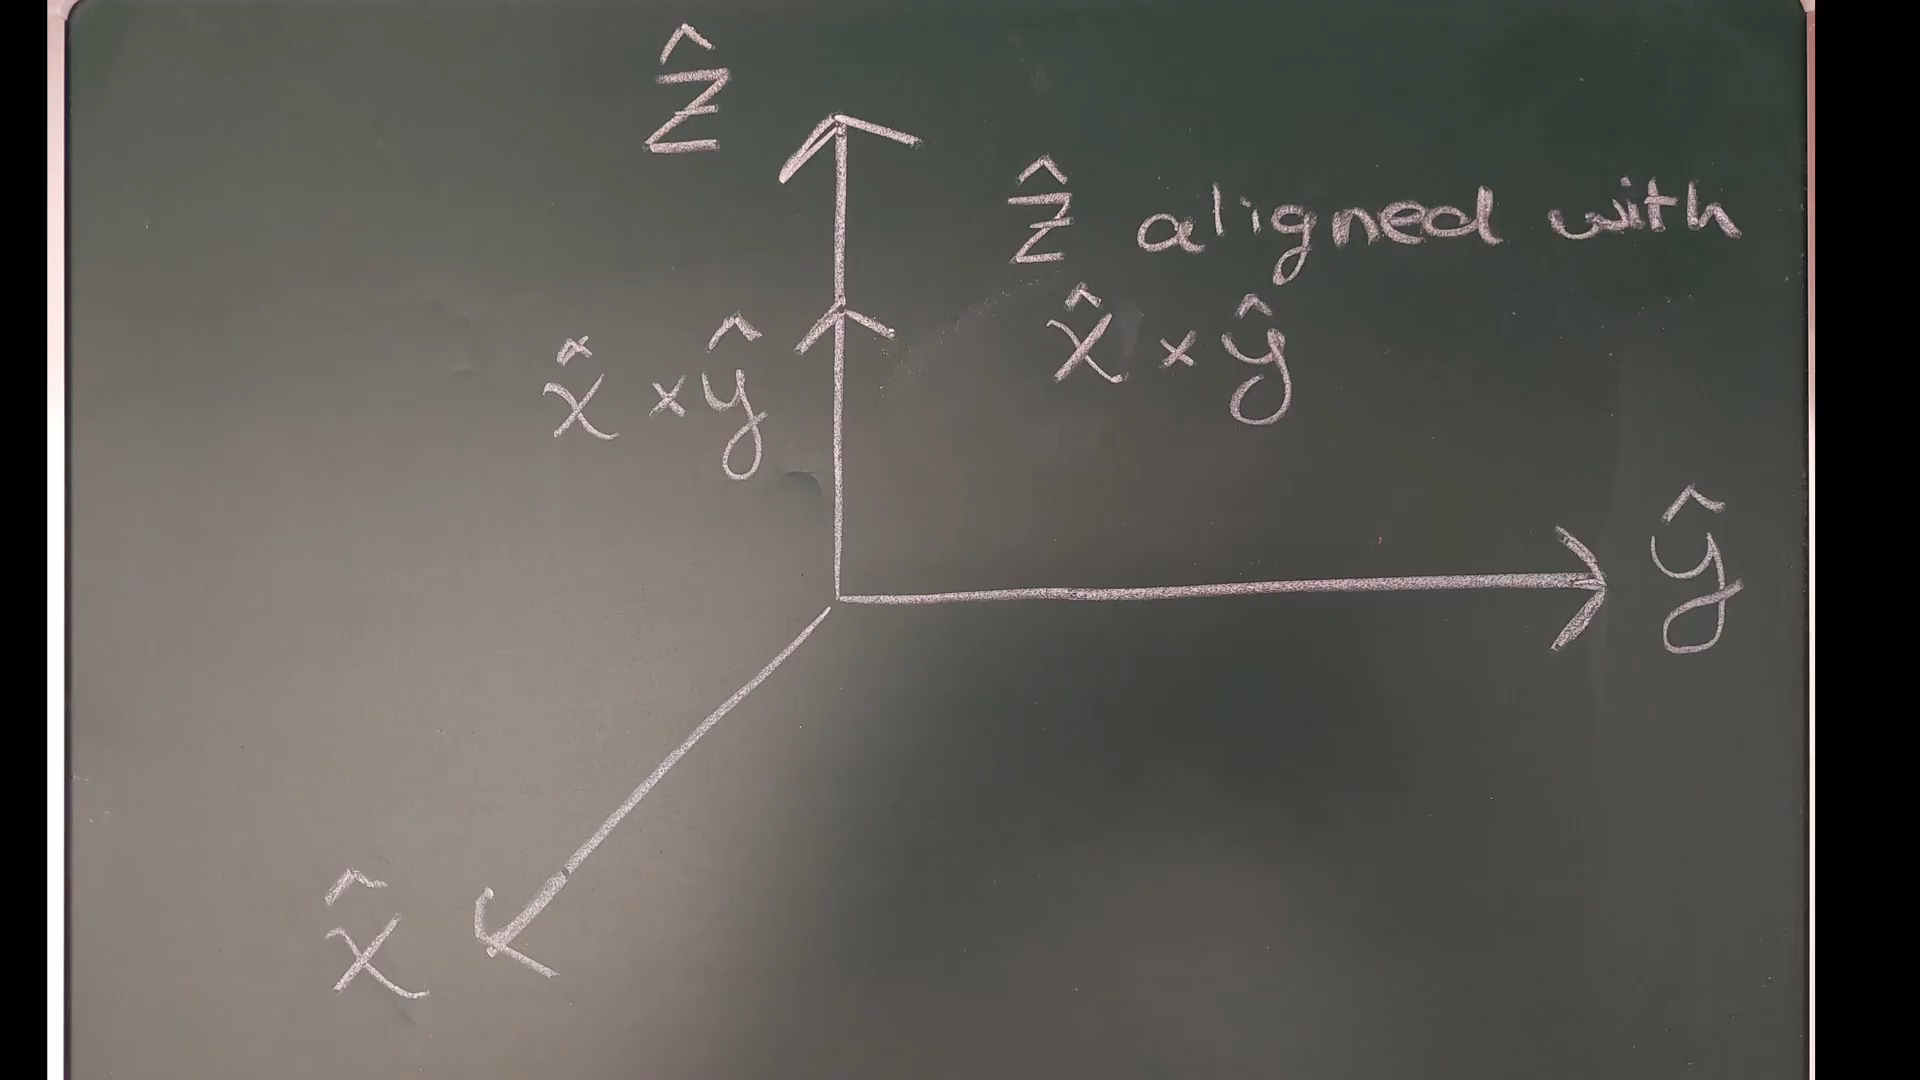 ẑ
ẑ aligned with
x̂ × ŷ
x̂ × ŷ
ŷ
x̂